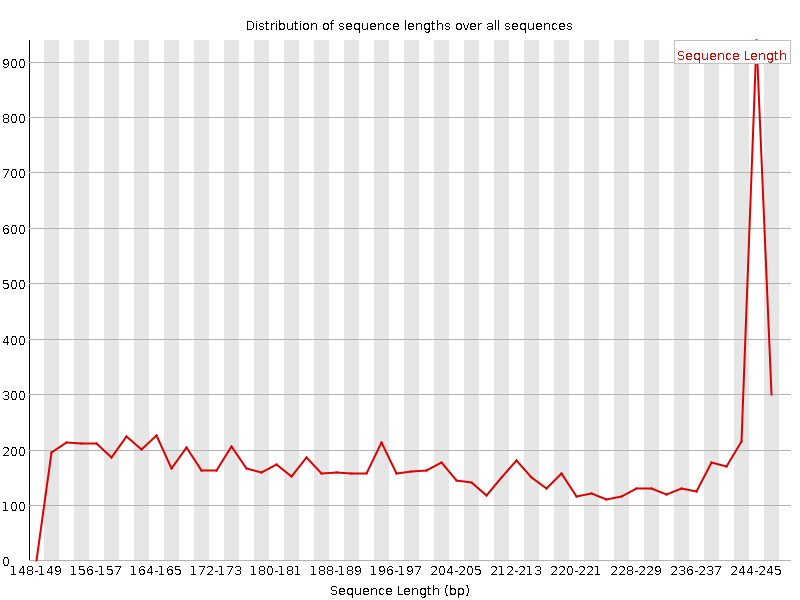 Distribution of sequence lengths over all sequences
Sequence Length
900
800
700
600
500
400
300
200
100
0
148-149 156-157 164-165 172-173 180-181 188-189 196-197 204-205 212-213 220-221 228-229 236-237 244-245
Sequence Length (bp)